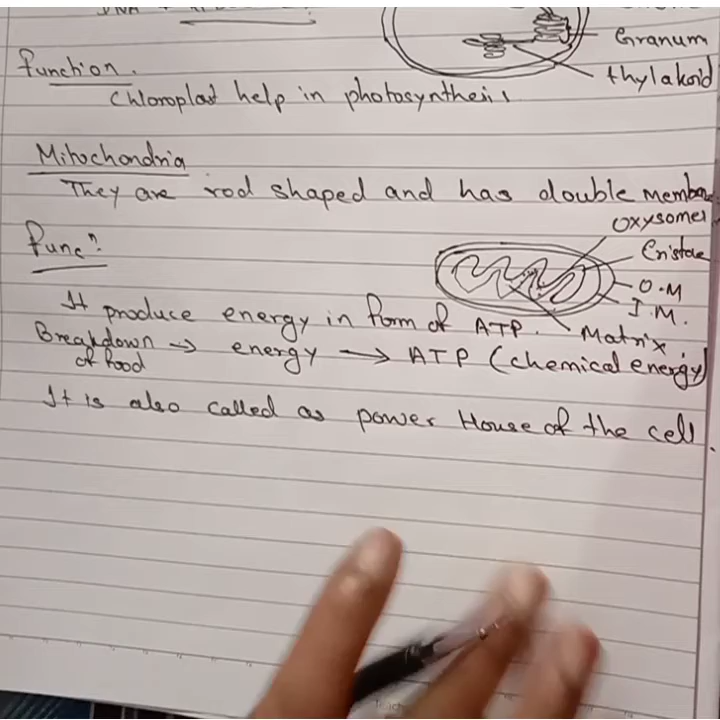 DNA +
Granum
thylakoid
Function.
Chloroplast help in photosynthesis.
Mitochondria
They are rod shaped and has double membrane
Oxysomes
Cristae
O.M
I.M.
Matrix.
Func?
It produce energy in form of ATP.
Breakdown of food → energy → ATP (chemical energy)
It is also called as power House of the cell.